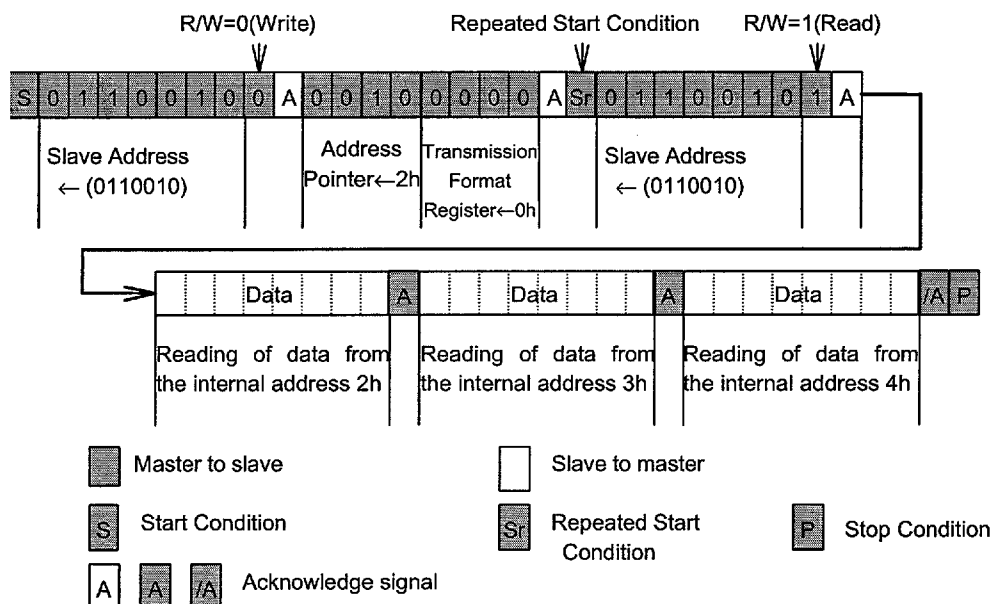 R/W=0(Write) Repeated Start Condition R/W=1(Read)
S 0 1 1 0 0 1 0 0 A 0 0 1 0 0 0 0 0 A Sr 0 1 1 0 0 1 0 1 A
Slave Address
← (0110010)
Address
Pointer←2h
Transmission
Format
Register←0h
Slave Address
← (0110010)
Data A Data A Data /A P
Reading of data from
the internal address 2h
Reading of data from
the internal address 3h
Reading of data from
the internal address 4h
Master to slave
Slave to master
S Start Condition
Sr Repeated Start
Condition
P Stop Condition
A A /A Acknowledge signal